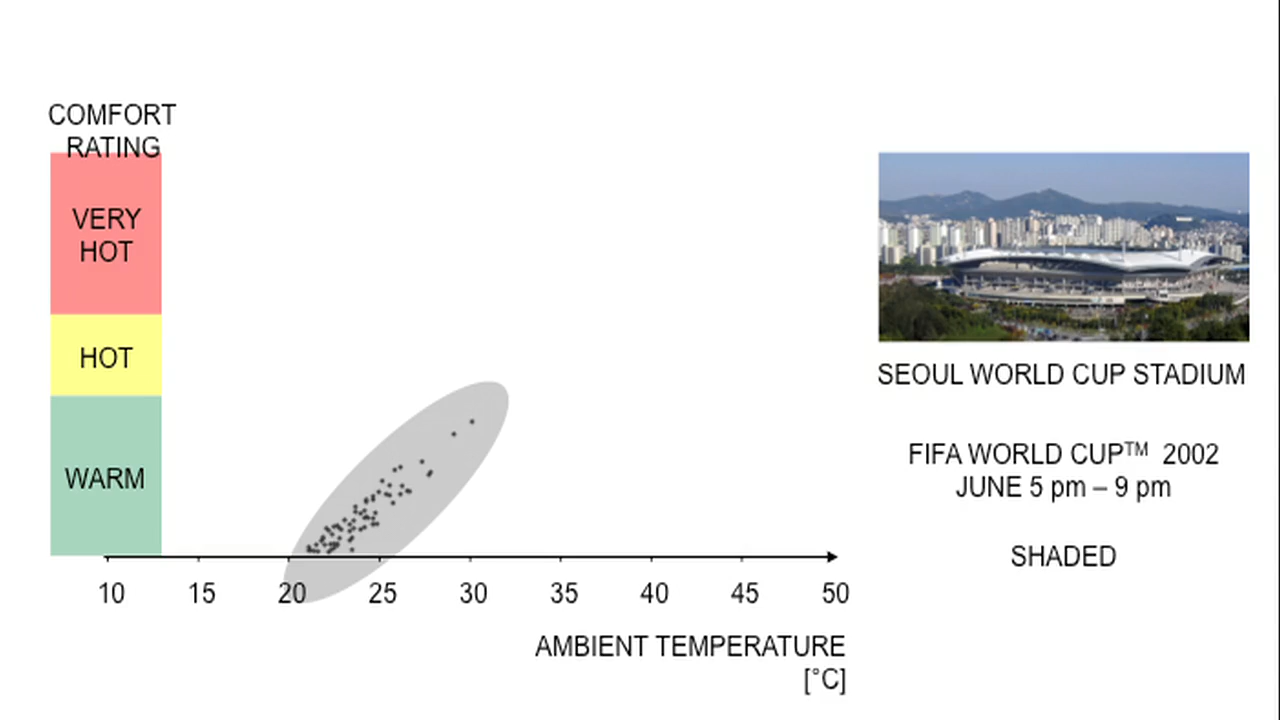 COMFORT
RATING
VERY
HOT
HOT
WARM
10 15 20 25 30 35 40 45 50
AMBIENT TEMPERATURE
[°C]
SEOUL WORLD CUP STADIUM
FIFA WORLD CUP™ 2002
JUNE 5 pm – 9 pm
SHADED